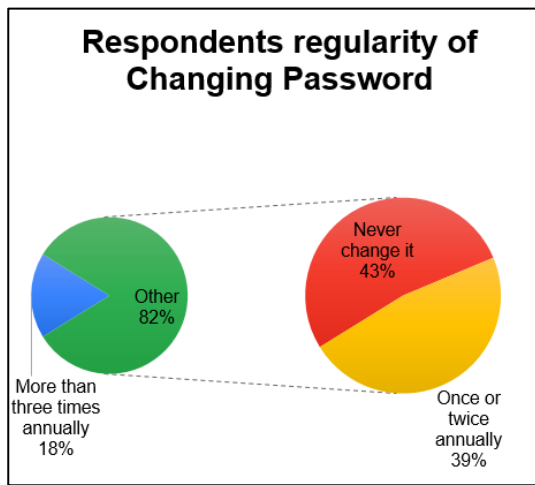 Respondents regularity of
Changing Password
Never
change it
43%
Other
82%
More than
three times
annually
18%
Once or
twice
annually
39%